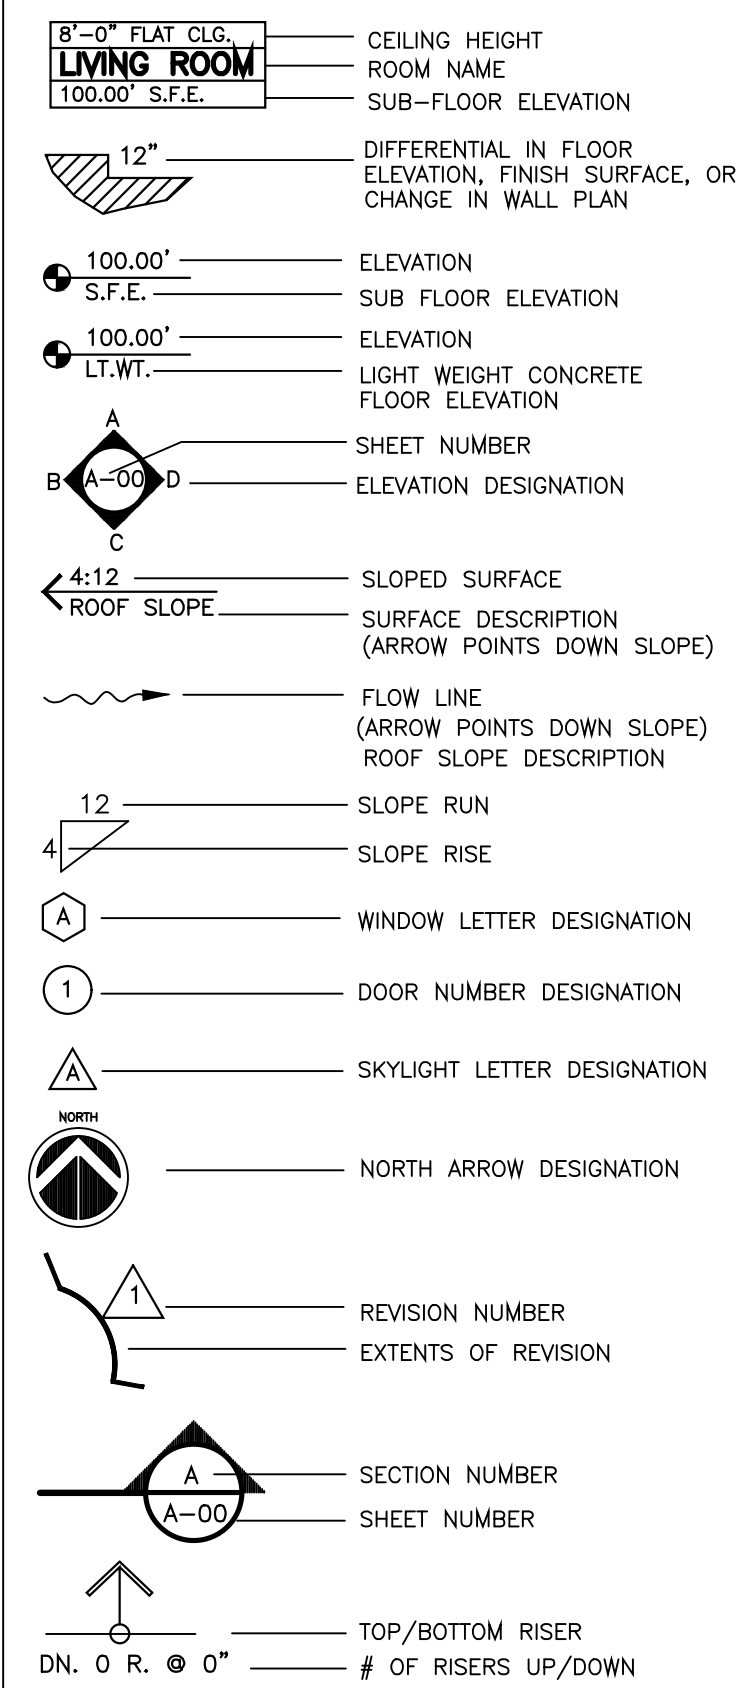 8'-0" FLAT CLG.
CEILING HEIGHT
LIVING ROOM
ROOM NAME
100.00' S.F.E.
SUB-FLOOR ELEVATION
12"
DIFFERENTIAL IN FLOOR
ELEVATION, FINISH SURFACE, OR
CHANGE IN WALL PLAN
100.00'
ELEVATION
S.F.E.
SUB FLOOR ELEVATION
100.00'
ELEVATION
LT.WT.
LIGHT WEIGHT CONCRETE
FLOOR ELEVATION
A
SHEET NUMBER
B A-00 D
ELEVATION DESIGNATION
C
4:12
SLOPED SURFACE
ROOF SLOPE
SURFACE DESCRIPTION
(ARROW POINTS DOWN SLOPE)
FLOW LINE
(ARROW POINTS DOWN SLOPE)
ROOF SLOPE DESCRIPTION
12
SLOPE RUN
4
SLOPE RISE
A
WINDOW LETTER DESIGNATION
1
DOOR NUMBER DESIGNATION
A
SKYLIGHT LETTER DESIGNATION
NORTH
NORTH ARROW DESIGNATION
1
REVISION NUMBER
EXTENTS OF REVISION
A
SECTION NUMBER
A-00
SHEET NUMBER
TOP/BOTTOM RISER
DN. 0 R. @ 0"
# OF RISERS UP/DOWN